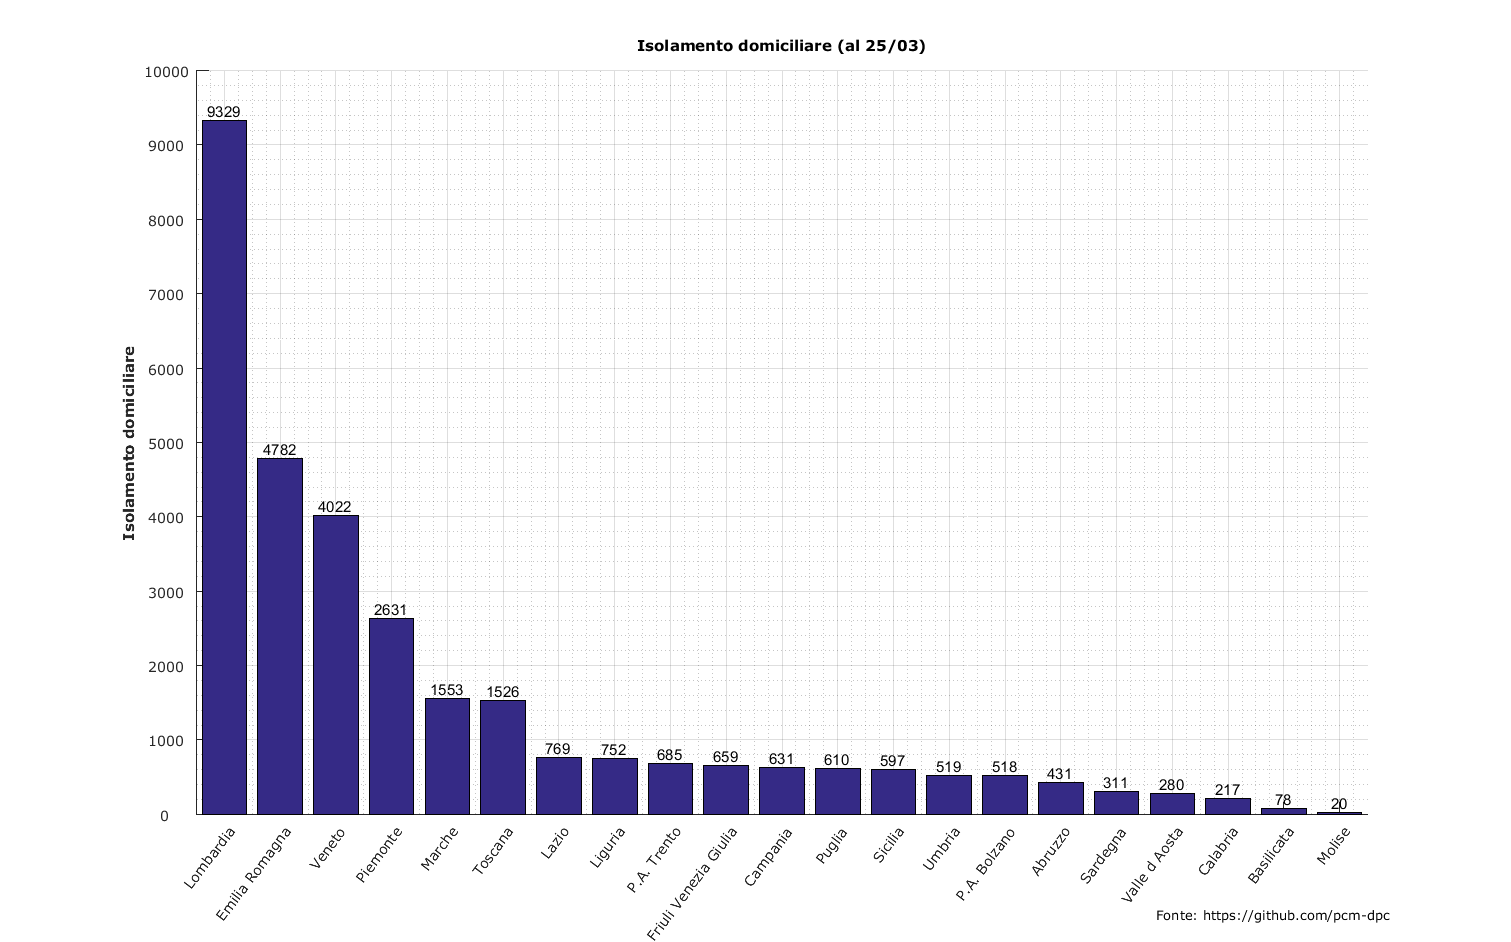 Isolamento domiciliare (al 25/03)
Isolamento domiciliare
10000
9000
8000
7000
6000
5000
4000
3000
2000
1000
0
9329
4782
4022
2631
1553
1526
769
752
685
659
631
610
597
519
518
431
311
280
217
78
20
Lombardia
Emilia Romagna
Veneto
Piemonte
Marche
Toscana
Lazio
Liguria
P.A. Trento
Friuli Venezia Giulia
Campania
Puglia
Sicilia
Umbria
P.A. Bolzano
Abruzzo
Sardegna
Valle d Aosta
Calabria
Basilicata
Molise
Fonte: https://github.com/pcm-dpc